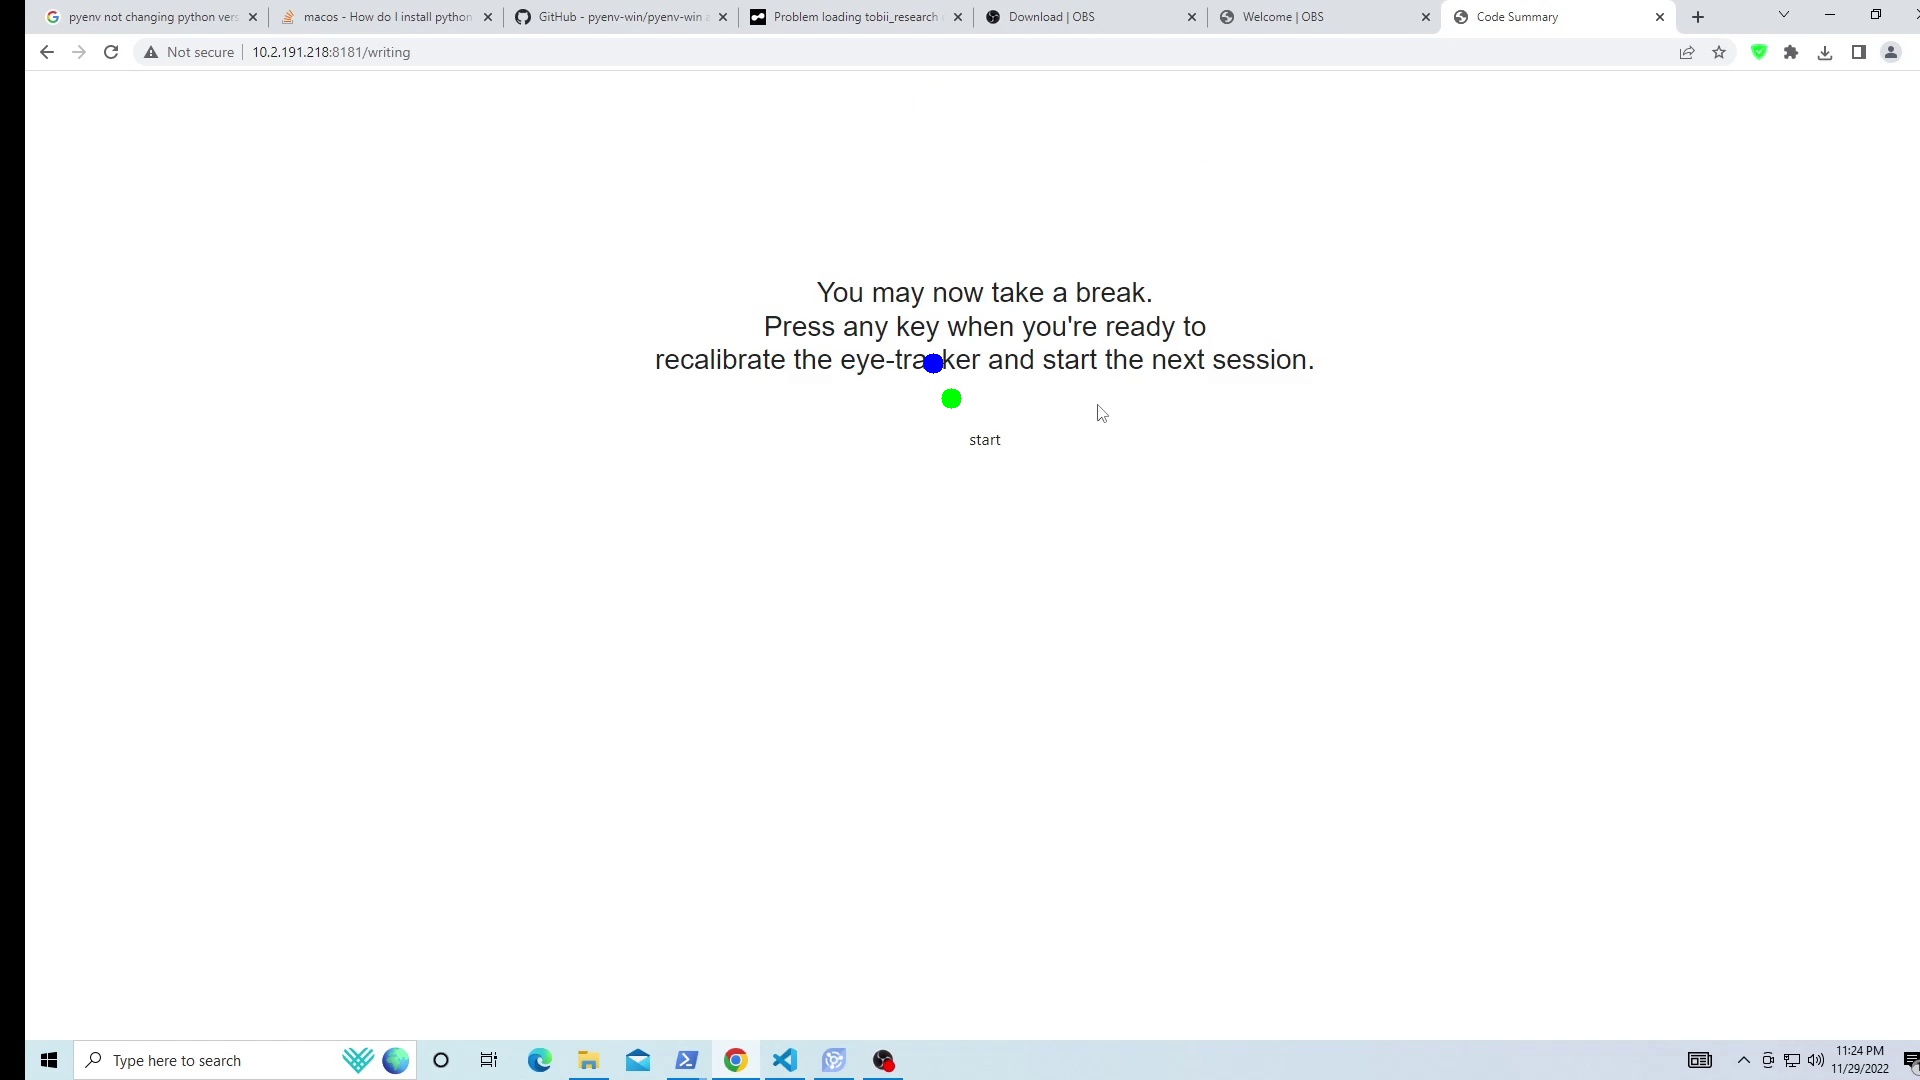 pyenv not changing python vers
macos - How do I install python
GitHub - pyenv-win/pyenv-win a
Problem loading tobii_research
Download | OBS
Welcome | OBS
Code Summary
Not secure
10.2.191.218:8181/writing
You may now take a break.
Press any key when you're ready to
recalibrate the eye-tra ker and start the next session.
start
Type here to search
11:24 PM
11/29/2022